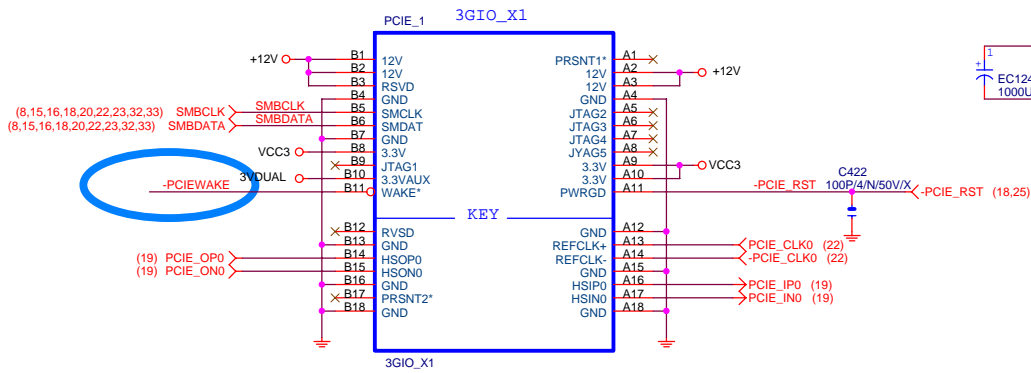 PCIE_1
3GIO_X1
+12V
B1 12V
B2 12V
B3 RSVD
B4 GND
(8,15,16,18,20,22,23,32,33) SMBCLK SMBCLK B5 SMCLK
(8,15,16,18,20,22,23,32,33) SMBDATA SMBDATA B6 SMDAT
B7 GND
VCC3 B8 3.3V
B9 JTAG1
3VDUAL B10 3.3VAUX
-PCIEWAKE B11 WAKE*
KEY
B12 RVSD
B13 GND
(19) PCIE_OP0 B14 HSOP0
(19) PCIE_ON0 B15 HSON0
B16 GND
B17 PRSNT2*
B18 GND
PRSNT1* A1
12V A2 +12V
12V A3
GND A4
JTAG2 A5
JTAG3 A6
JTAG4 A7
JYAG5 A8
3.3V A9 VCC3
3.3V A10
PWRGD A11 -PCIE_RST -PCIE_RST (18,25)
C422
100P/4/N/50V/X
GND A12
REFCLK+ A13 PCIE_CLK0 (22)
REFCLK- A14 -PCIE_CLK0 (22)
GND A15
HSIP0 A16 PCIE_IP0 (19)
HSIN0 A17 PCIE_IN0 (19)
GND A18
3GIO_X1
1
+
EC124
1000U